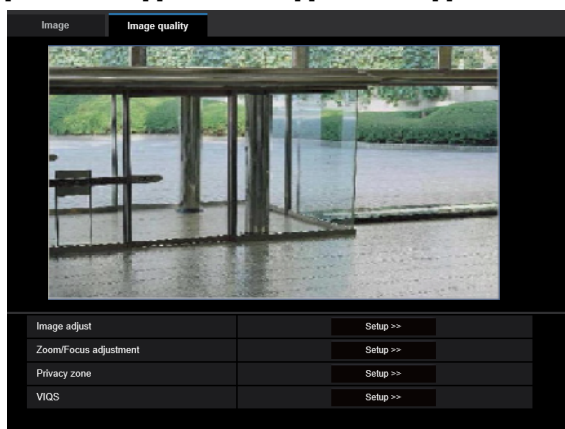 Image Image quality
Image adjust Setup >>
Zoom/Focus adjustment Setup >>
Privacy zone Setup >>
VIQS Setup >>